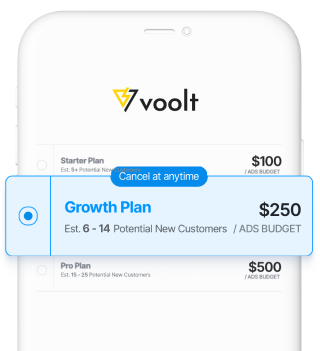 voolt
Starter Plan $100
Est. 5+ Potential New Customers / ADS BUDGET
Cancel at anytime
Growth Plan $250
Est. 6 - 14 Potential New Customers / ADS BUDGET
Pro Plan $500
Est. 15 - 25 Potential New Customers / ADS BUDGET